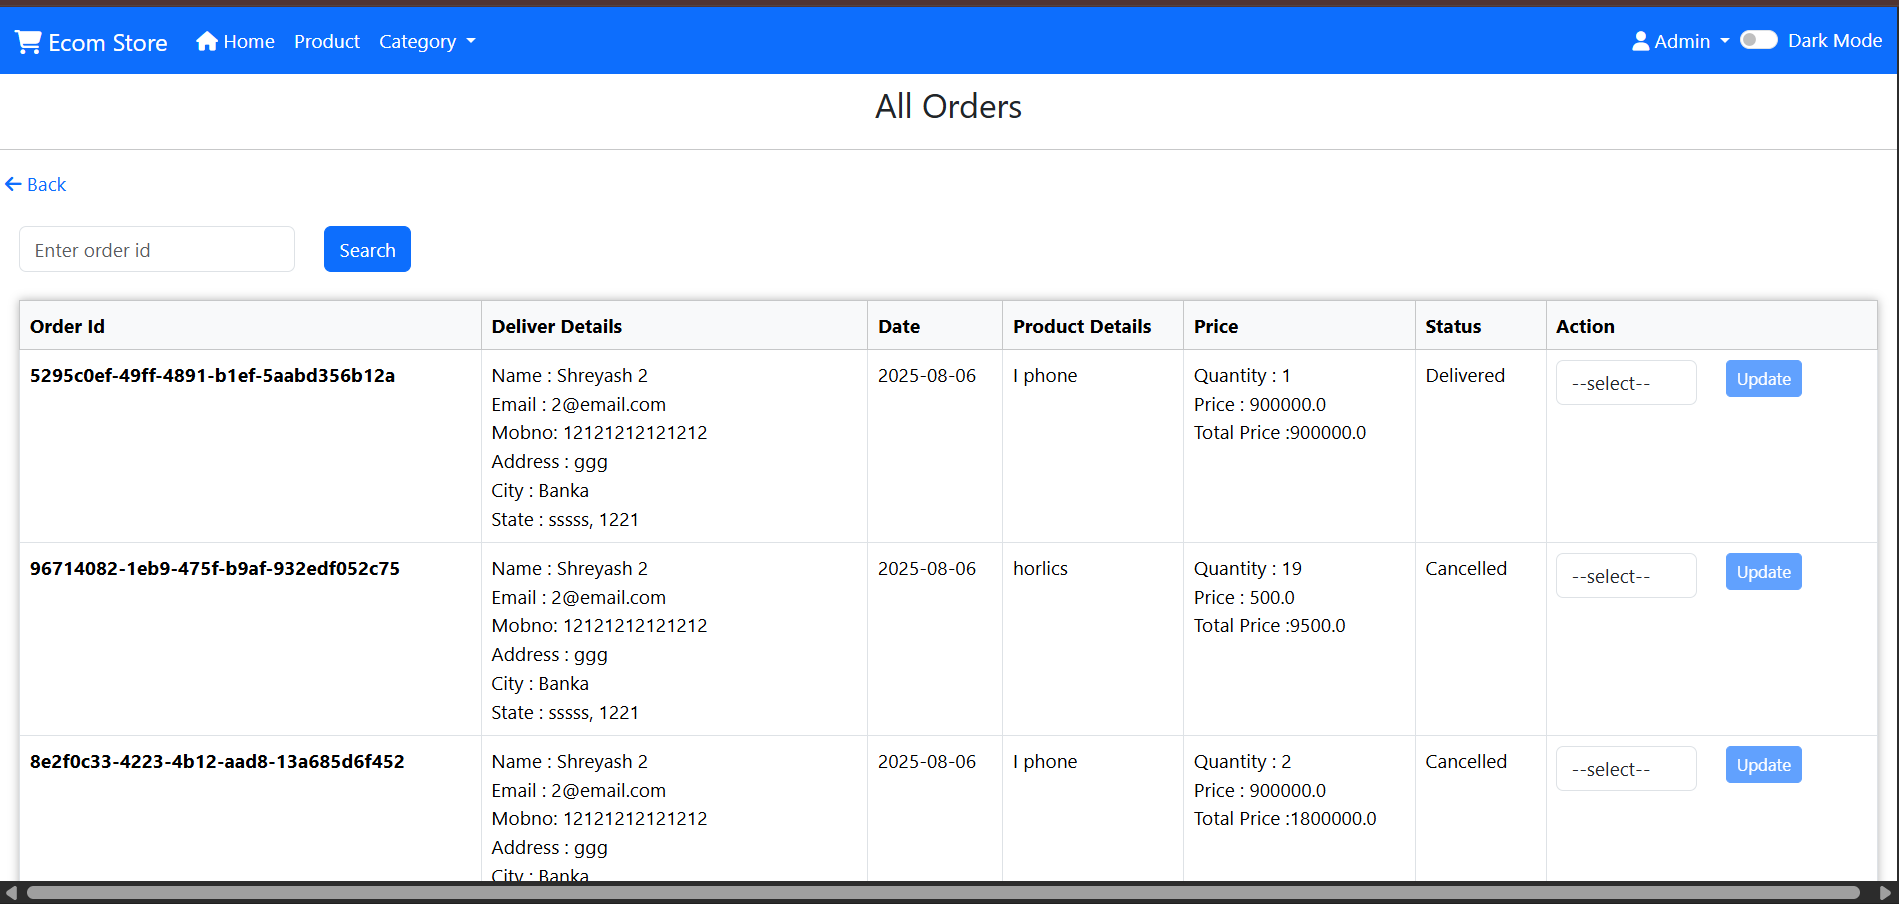 Ecom Store Home Product Category Admin Dark Mode
All Orders
Back
Enter order id Search
Order Id Deliver Details Date Product Details Price Status Action
5295c0ef-49ff-4891-b1ef-5aabd356b12a Name : Shreyash 2 2025-08-06 I phone Quantity : 1 Delivered --select-- Update
Email : 2@email.com Price : 900000.0
Mobno: 12121212121212 Total Price :900000.0
Address : ggg
City : Banka
State : sssss, 1221
96714082-1eb9-475f-b9af-932edf052c75 Name : Shreyash 2 2025-08-06 horlics Quantity : 19 Cancelled --select-- Update
Email : 2@email.com Price : 500.0
Mobno: 12121212121212 Total Price :9500.0
Address : ggg
City : Banka
State : sssss, 1221
8e2f0c33-4223-4b12-aad8-13a685d6f452 Name : Shreyash 2 2025-08-06 I phone Quantity : 2 Cancelled --select-- Update
Email : 2@email.com Price : 900000.0
Mobno: 12121212121212 Total Price :1800000.0
Address : ggg
City : Banka